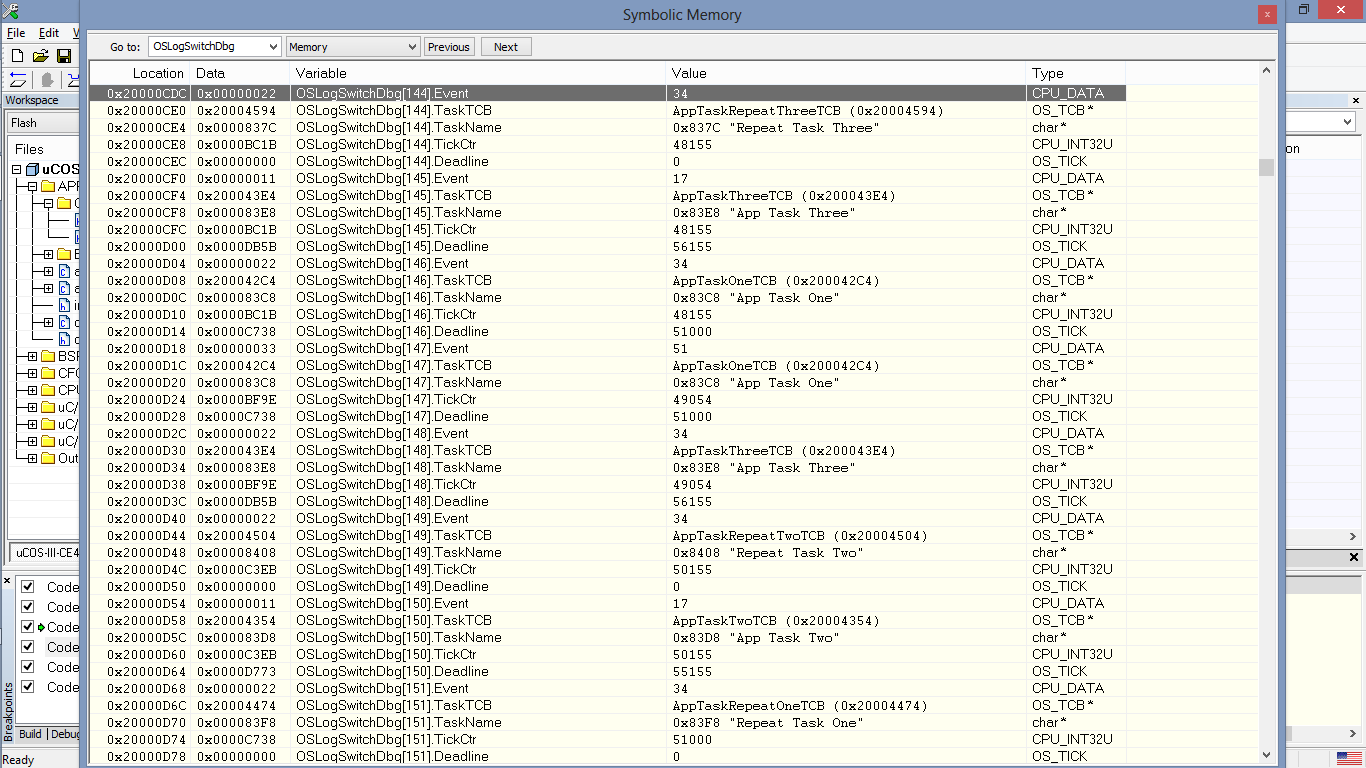 Symbolic Memory
x
File Edit V
Go to: OSLogSwitchDbg Memory Previous Next
Workspace
Flash
Files
uCOS
APP
BSP
CPU
uC/
uC/
uC/
Out
on
Location Data Variable Value Type
0x20000CDC 0x00000022 OSLogSwitchDbg[144].Event 34 CPU_DATA
0x20000CE0 0x20004594 OSLogSwitchDbg[144].TaskTCB AppTaskRepeatThreeTCB (0x20004594) OS_TCB*
0x20000CE4 0x0000837C OSLogSwitchDbg[144].TaskName 0x837C "Repeat Task Three" char*
0x20000CE8 0x0000BC1B OSLogSwitchDbg[144].TickCtr 48155 CPU_INT32U
0x20000CEC 0x00000000 OSLogSwitchDbg[144].Deadline 0 OS_TICK
0x20000CF0 0x00000011 OSLogSwitchDbg[145].Event 17 CPU_DATA
0x20000CF4 0x200043E4 OSLogSwitchDbg[145].TaskTCB AppTaskThreeTCB (0x200043E4) OS_TCB*
0x20000CF8 0x000083E8 OSLogSwitchDbg[145].TaskName 0x83E8 "App Task Three" char*
0x20000CFC 0x0000BC1B OSLogSwitchDbg[145].TickCtr 48155 CPU_INT32U
0x20000D00 0x0000DB5B OSLogSwitchDbg[145].Deadline 56155 OS_TICK
0x20000D04 0x00000022 OSLogSwitchDbg[146].Event 34 CPU_DATA
0x20000D08 0x200042C4 OSLogSwitchDbg[146].TaskTCB AppTaskOneTCB (0x200042C4) OS_TCB*
0x20000D0C 0x000083C8 OSLogSwitchDbg[146].TaskName 0x83C8 "App Task One" char*
0x20000D10 0x0000BC1B OSLogSwitchDbg[146].TickCtr 48155 CPU_INT32U
0x20000D14 0x0000C738 OSLogSwitchDbg[146].Deadline 51000 OS_TICK
0x20000D18 0x00000033 OSLogSwitchDbg[147].Event 51 CPU_DATA
0x20000D1C 0x200042C4 OSLogSwitchDbg[147].TaskTCB AppTaskOneTCB (0x200042C4) OS_TCB*
0x20000D20 0x000083C8 OSLogSwitchDbg[147].TaskName 0x83C8 "App Task One" char*
0x20000D24 0x0000BF9E OSLogSwitchDbg[147].TickCtr 49054 CPU_INT32U
0x20000D28 0x0000C738 OSLogSwitchDbg[147].Deadline 51000 OS_TICK
0x20000D2C 0x00000022 OSLogSwitchDbg[148].Event 34 CPU_DATA
0x20000D30 0x200043E4 OSLogSwitchDbg[148].TaskTCB AppTaskThreeTCB (0x200043E4) OS_TCB*
0x20000D34 0x000083E8 OSLogSwitchDbg[148].TaskName 0x83E8 "App Task Three" char*
0x20000D38 0x0000BF9E OSLogSwitchDbg[148].TickCtr 49054 CPU_INT32U
0x20000D3C 0x0000DB5B OSLogSwitchDbg[148].Deadline 56155 OS_TICK
0x20000D40 0x00000022 OSLogSwitchDbg[149].Event 34 CPU_DATA
0x20000D44 0x20004504 OSLogSwitchDbg[149].TaskTCB AppTaskRepeatTwoTCB (0x20004504) OS_TCB*
0x20000D48 0x00008408 OSLogSwitchDbg[149].TaskName 0x8408 "Repeat Task Two" char*
0x20000D4C 0x0000C3EB OSLogSwitchDbg[149].TickCtr 50155 CPU_INT32U
0x20000D50 0x00000000 OSLogSwitchDbg[149].Deadline 0 OS_TICK
0x20000D54 0x00000011 OSLogSwitchDbg[150].Event 17 CPU_DATA
0x20000D58 0x20004354 OSLogSwitchDbg[150].TaskTCB AppTaskTwoTCB (0x20004354) OS_TCB*
0x20000D5C 0x000083D8 OSLogSwitchDbg[150].TaskName 0x83D8 "App Task Two" char*
0x20000D60 0x0000C3EB OSLogSwitchDbg[150].TickCtr 50155 CPU_INT32U
0x20000D64 0x0000D773 OSLogSwitchDbg[150].Deadline 55155 OS_TICK
0x20000D68 0x00000022 OSLogSwitchDbg[151].Event 34 CPU_DATA
0x20000D6C 0x20004474 OSLogSwitchDbg[151].TaskTCB AppTaskRepeatOneTCB (0x20004474) OS_TCB*
0x20000D70 0x000083F8 OSLogSwitchDbg[151].TaskName 0x83F8 "Repeat Task One" char*
0x20000D74 0x0000C738 OSLogSwitchDbg[151].TickCtr 51000 CPU_INT32U
0x20000D78 0x00000000 OSLogSwitchDbg[151].Deadline 0 OS_TICK
uCOS-III-CE4
Code
Code
Code
Code
Code
Code
Breakpoints
Build Debug
Ready